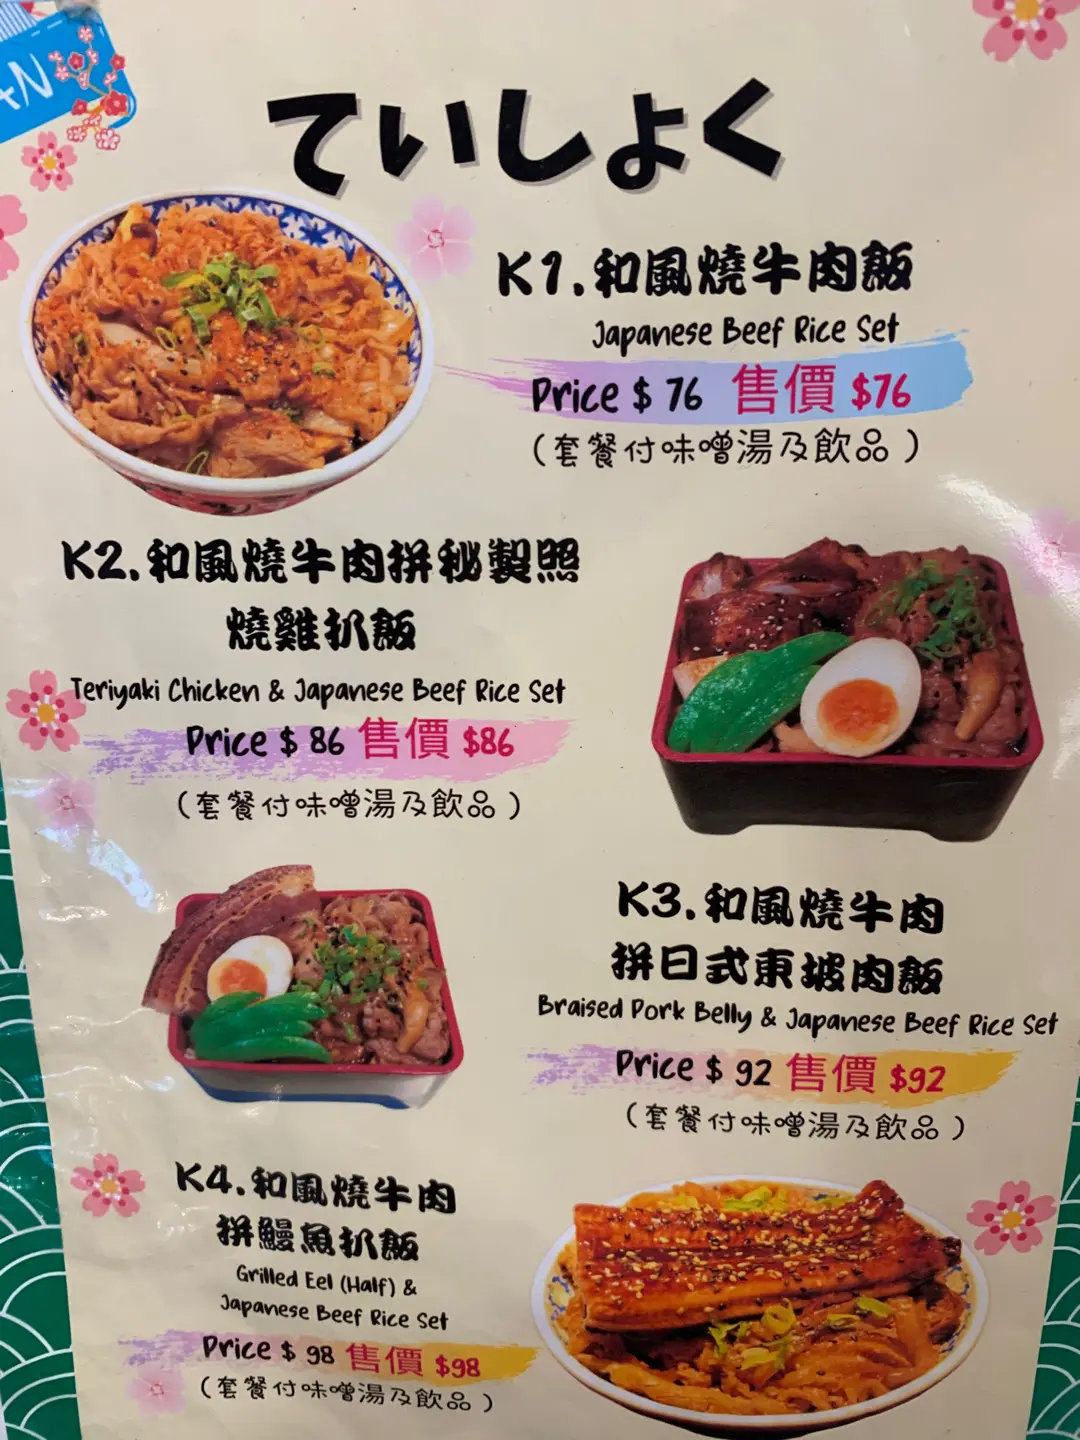 AN
ていしょく
K1.和風燒牛肉飯
Japanese Beef Rice Set
Price $ 76 售價 $76
(套餐付味噌湯及飲品)
K2.和風燒牛肉拼秘製照
燒雞扒飯
Teriyaki Chicken & Japanese Beef Rice Set
Price $ 86 售價 $86
(套餐付味噌湯及飲品)
K3.和風燒牛肉
拼日式東坡肉飯
Braised Pork Belly & Japanese Beef Rice Set
Price $ 92 售價 $92
(套餐付味噌湯及飲品)
K4.和風燒牛肉
拼鰻魚扒飯
Grilled Eel (Half) &
Japanese Beef Rice Set
Price $ 98 售價 $98
(套餐付味噌湯及飲品)